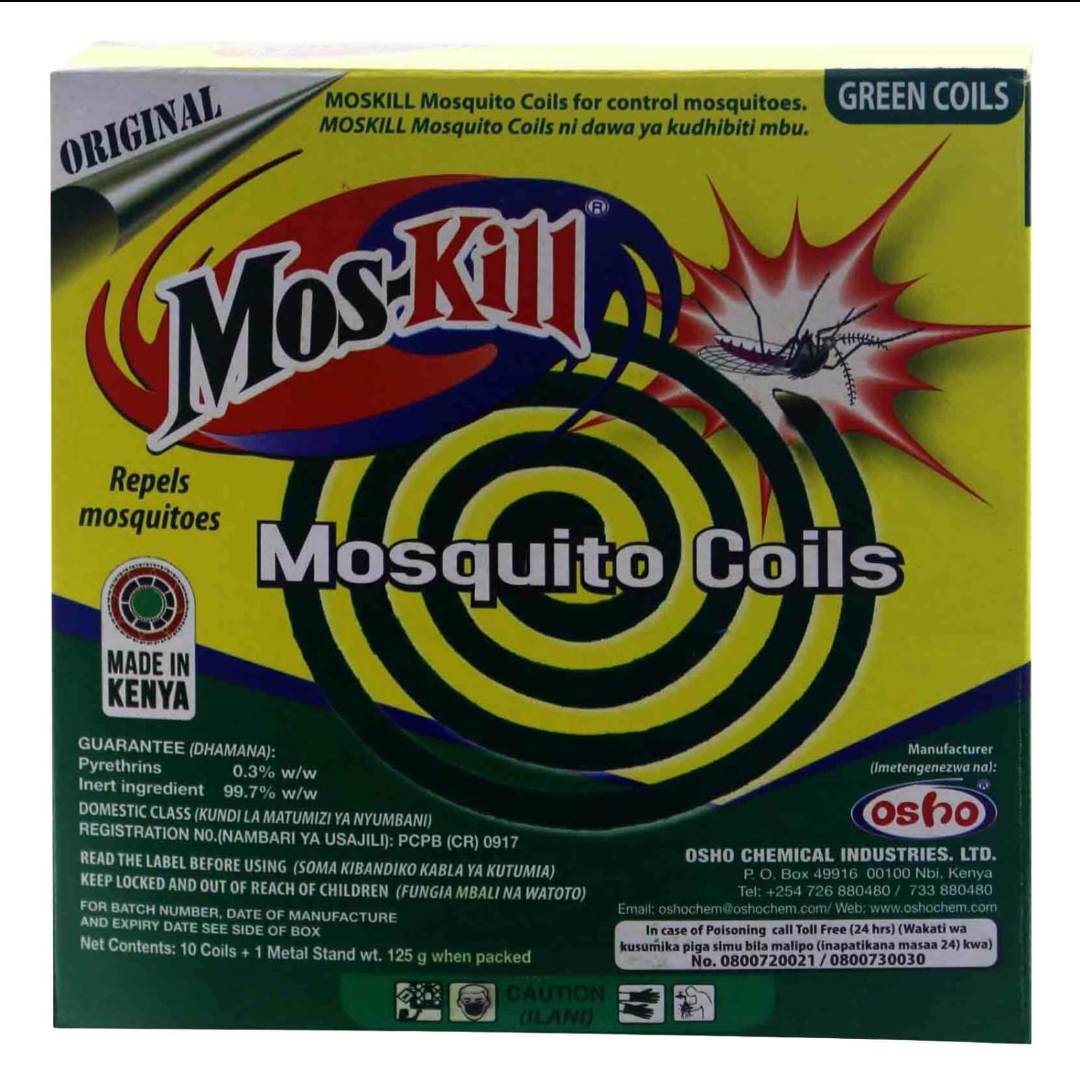 ORIGINAL
MOSKILL Mosquito Coils for control mosquitoes.
MOSKILL Mosquito Coils ni dawa ya kudhibiti mbu.
GREEN COILS
Mos-Kill®
Repels
mosquitoes
Mosquito Coils
MADE IN
KENYA
GUARANTEE (DHAMANA):
Pyrethrins 0.3% w/w
Inert ingredient 99.7% w/w
DOMESTIC CLASS (KUNDI LA MATUMIZI YA NYUMBANI)
REGISTRATION N0.(NAMBARI YA USAJILI): PCPB (CR) 0917
READ THE LABEL BEFORE USING (SOMA KIBANDIKO KABLA YA KUTUMIA)
KEEP LOCKED AND OUT OF REACH OF CHILDREN (FUNGIA MBALI NA WATOTO)
FOR BATCH NUMBER, DATE OF MANUFACTURE
AND EXPIRY DATE SEE SIDE OF BOX
Net Contents: 10 Coils + 1 Metal Stand wt. 125 g when packed
Manufacturer
(Imetengenezwa na):
osho®
OSHO CHEMICAL INDUSTRIES. LTD.
P. O. Box 49916 00100 Nbi, Kenya
Tel: +254 726 880480 / 733 880480
Email: oshochem@oshochem.com/ Web: www.oshochem.com
In case of Poisoning call Toll Free (24 hrs) (Wakati wa
kusumika piga simu bila malipo (inapatikana masaa 24) kwa)
No. 0800720021 / 0800730030
CAUTION
(ILANI)